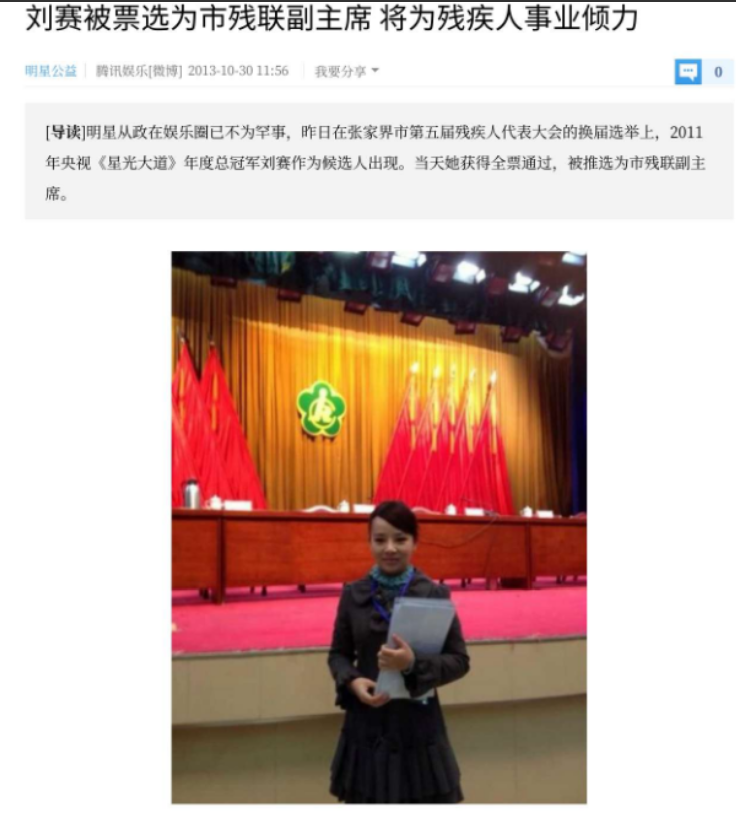 刘赛被票选为市残联副主席 将为残疾人事业倾力
明星公益 腾讯娱乐[微博] 2013-10-30 11:56 我要分享 0
[导读]明星从政在娱乐圈已不为罕事，昨日在张家界市第五届残疾人代表大会的换届选举上，2011
年央视《星光大道》年度总冠军刘赛作为候选人出现。当天她获得全票通过，被推选为市残联副主
席。